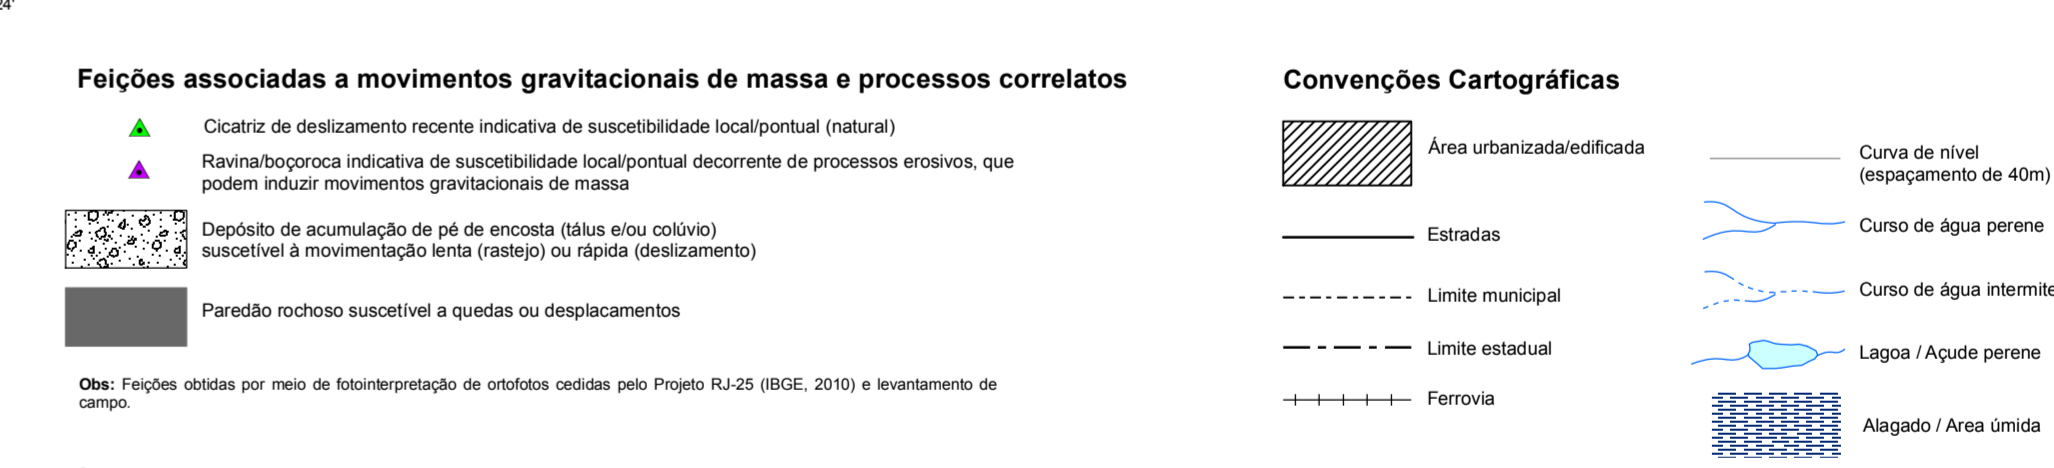 24'
Feições associadas a movimentos gravitacionais de massa e processos correlatos
Cicatriz de deslizamento recente indicativa de suscetibilidade local/pontual (natural)
Ravina/boçoroca indicativa de suscetibilidade local/pontual decorrente de processos erosivos, que
podem induzir movimentos gravitacionais de massa
Depósito de acumulação de pé de encosta (tálus e/ou colúvio)
suscetível à movimentação lenta (rastejo) ou rápida (deslizamento)
Paredão rochoso suscetível a quedas ou desplacamentos
Obs: Feições obtidas por meio de fotointerpretação de ortofotos cedidas pelo Projeto RJ-25 (IBGE, 2010) e levantamento de
campo.
Convenções Cartográficas
Área urbanizada/edificada
Estradas
Limite municipal
Limite estadual
Ferrovia
Curva de nível
(espaçamento de 40m)
Curso de água perene
Curso de água intermite
Lagoa / Açude perene
Alagado / Area úmida